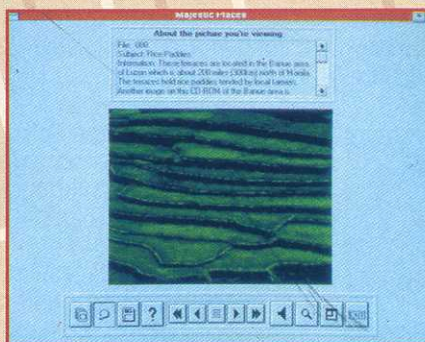 Majestic Places
About the picture you're viewing
File: 080
Subject: Rice Paddies
Information: These terraces are located in the Banue area
of Luzon which is about 200 miles (300km) north of Manila.
The terraces hold rice paddies tended by local farmers.
Another image on this CD-ROM of the Banue area is
?